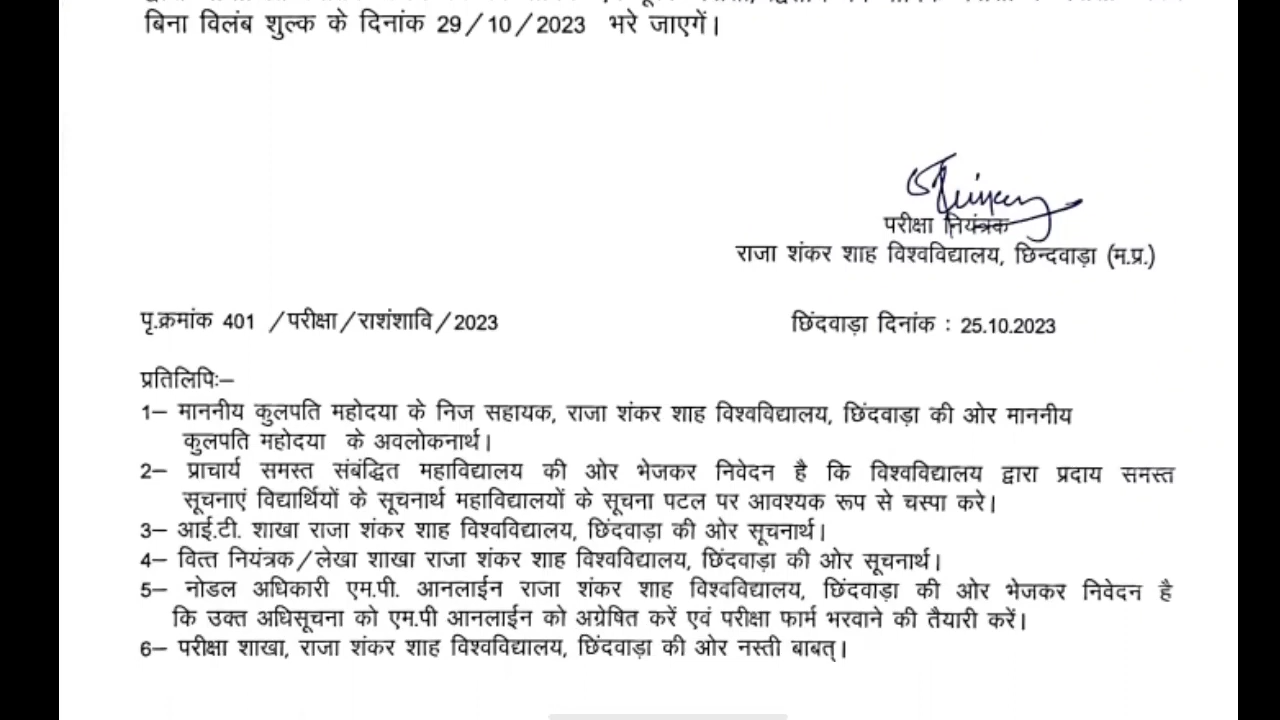 बिना विलंब शुल्क के दिनांक 29/10/2023 भरे जाएगें।
परीक्षा नियंत्रक
राजा शंकर शाह विश्वविद्यालय, छिन्दवाड़ा (म.प्र.)
पृ.क्रमांक 401 /परीक्षा/राशंशावि/2023 छिंदवाड़ा दिनांक : 25.10.2023
प्रतिलिपिः–
1– माननीय कुलपति महोदया के निज सहायक, राजा शंकर शाह विश्वविद्यालय, छिंदवाड़ा की ओर माननीय
कुलपति महोदया के अवलोकनार्थ।
2– प्राचार्य समस्त संबंद्धित महाविद्यालय की ओर भेजकर निवेदन है कि विश्वविद्यालय द्वारा प्रदाय समस्त
सूचनाएं विद्यार्थियों के सूचनार्थ महाविद्यालयों के सूचना पटल पर आवश्यक रूप से चस्पा करे।
3– आई.टी. शाखा राजा शंकर शाह विश्वविद्यालय, छिंदवाड़ा की ओर सूचनार्थ।
4– वित्त नियंत्रक/लेखा शाखा राजा शंकर शाह विश्वविद्यालय, छिंदवाड़ा की ओर सूचनार्थ।
5– नोडल अधिकारी एम.पी. आनलाईन राजा शंकर शाह विश्वविद्यालय, छिंदवाड़ा की ओर भेजकर निवेदन है
कि उक्त अधिसूचना को एम.पी आनलाईन को अग्रेषित करें एवं परीक्षा फार्म भरवाने की तैयारी करें।
6– परीक्षा शाखा, राजा शंकर शाह विश्वविद्यालय, छिंदवाड़ा की ओर नस्ती बाबत्।